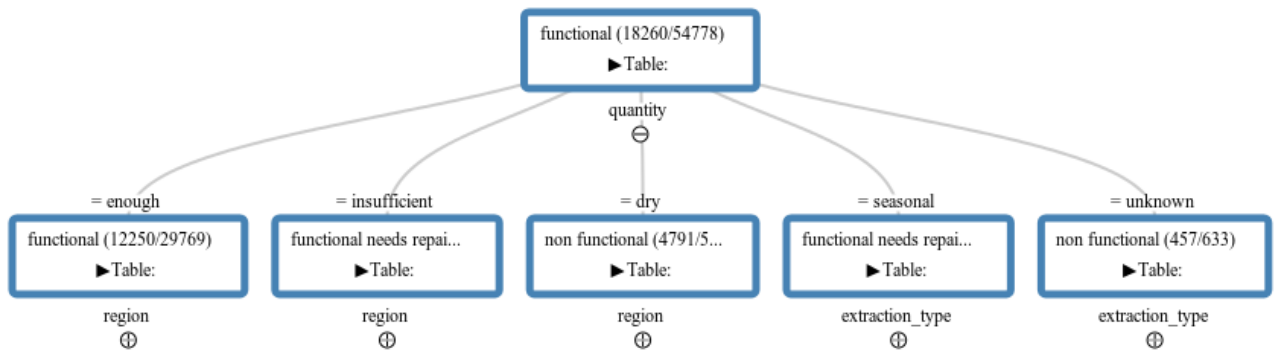 functional (18260/54778)
▶Table:
quantity
= enough
= insufficient
= dry
= seasonal
= unknown
functional (12250/29769)
▶Table:
functional needs repai...
▶Table:
non functional (4791/5...
▶Table:
functional needs repai...
▶Table:
non functional (457/633)
▶Table:
region
region
region
extraction_type
extraction_type